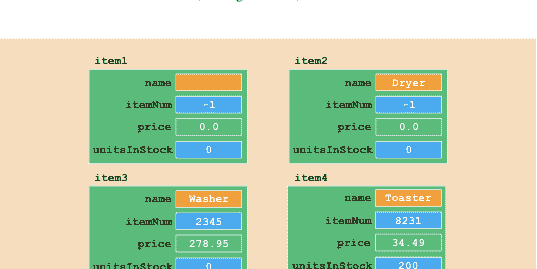 item1 item2
name name Dryer
itemNum -1 itemNum -1
price 0.0 price 0.0
unitsInStock 0 unitsInStock 0
item3 item4
name Washer name Toaster
itemNum 2345 itemNum 8231
price 278.95 price 34.49
unitsInStock 0 unitsInStock 200